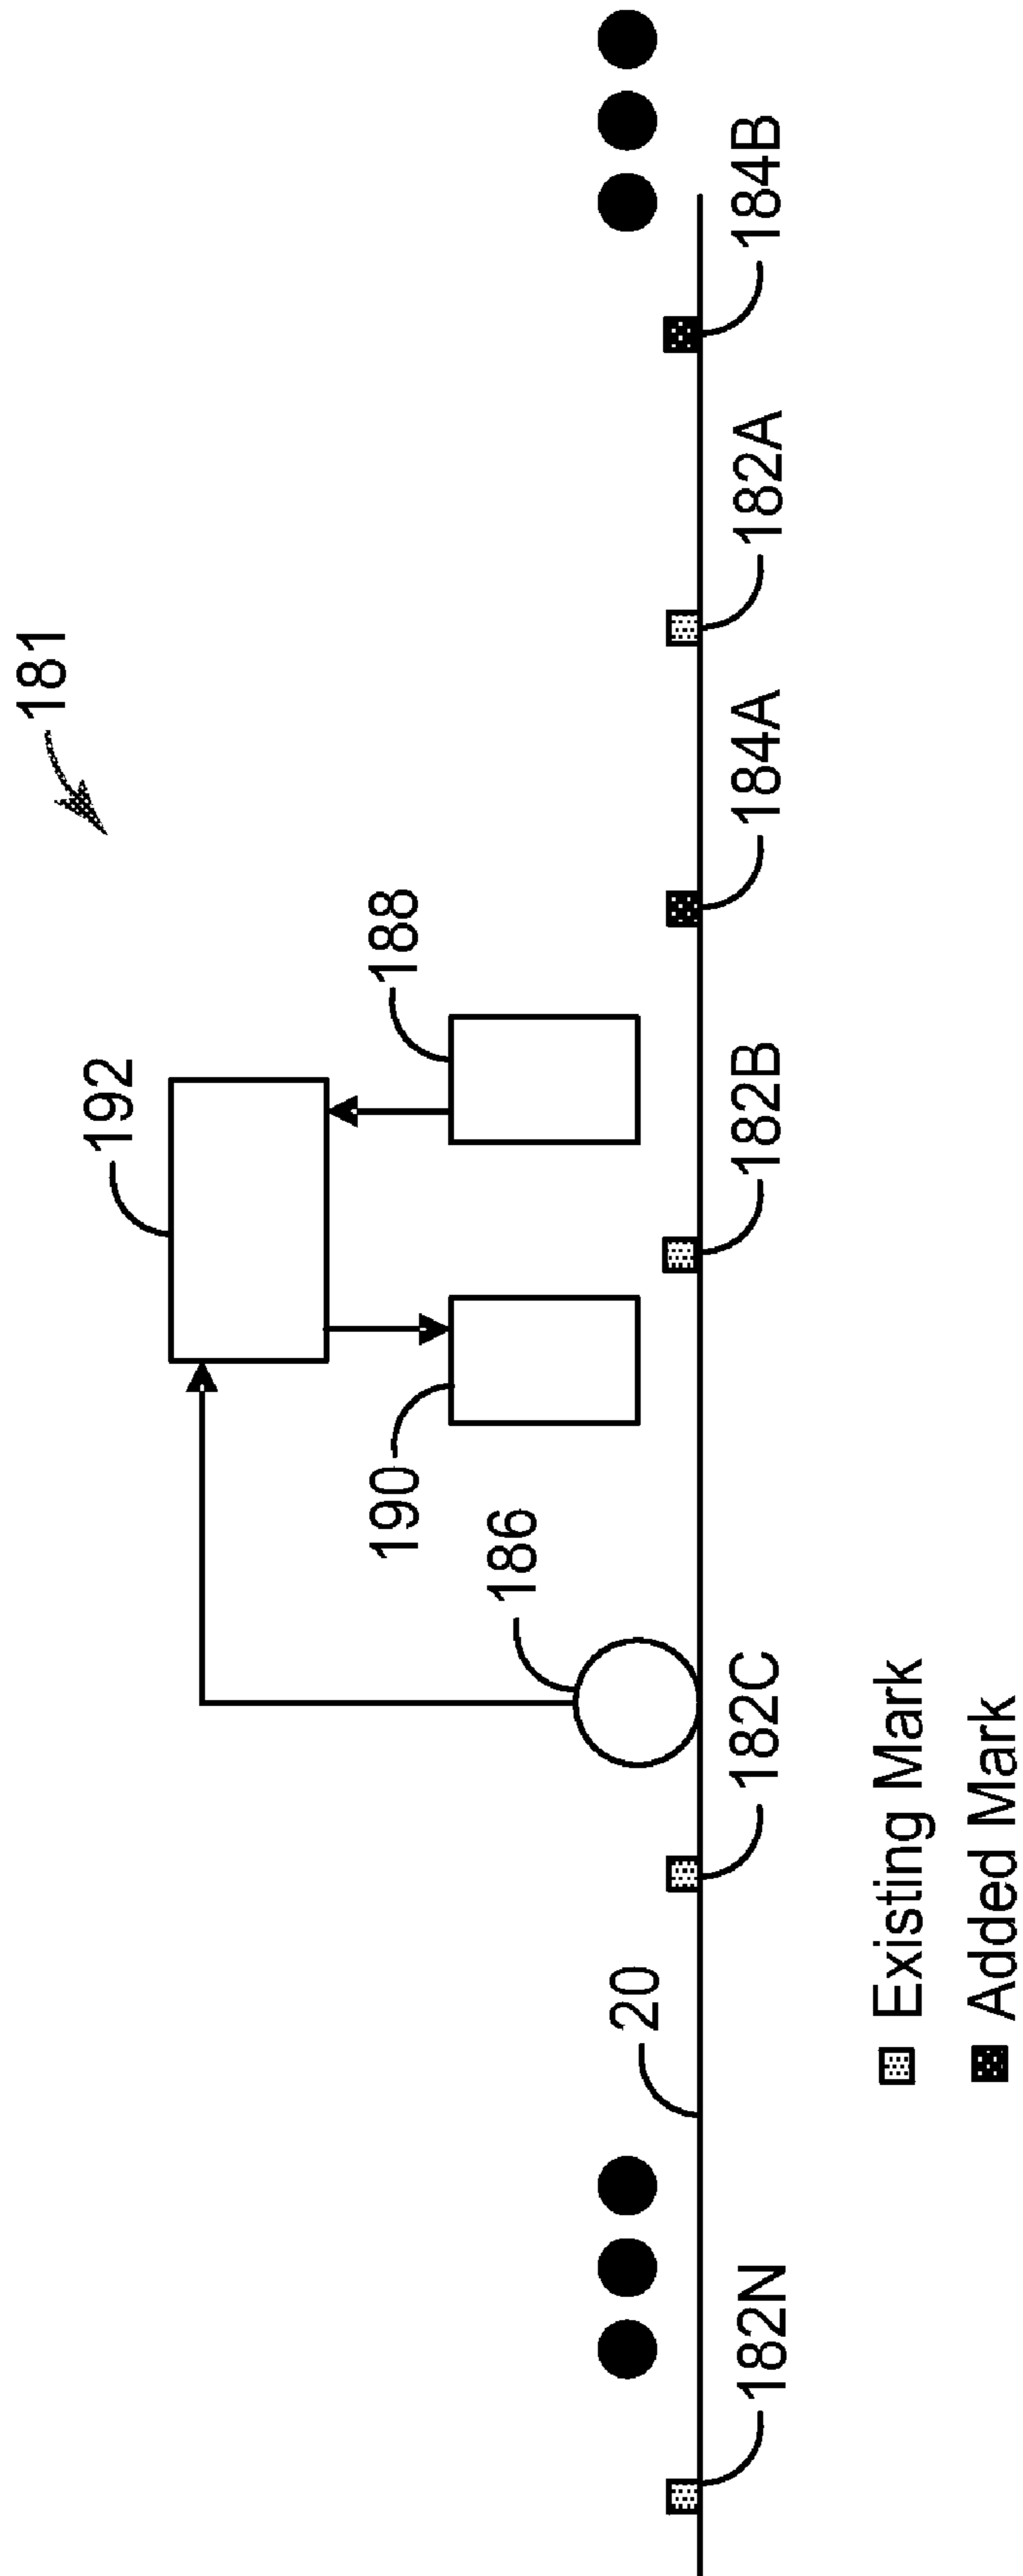 181
192
188
190
186
20
182N
182C
182B
184A
182A
184B
Existing Mark
Added Mark